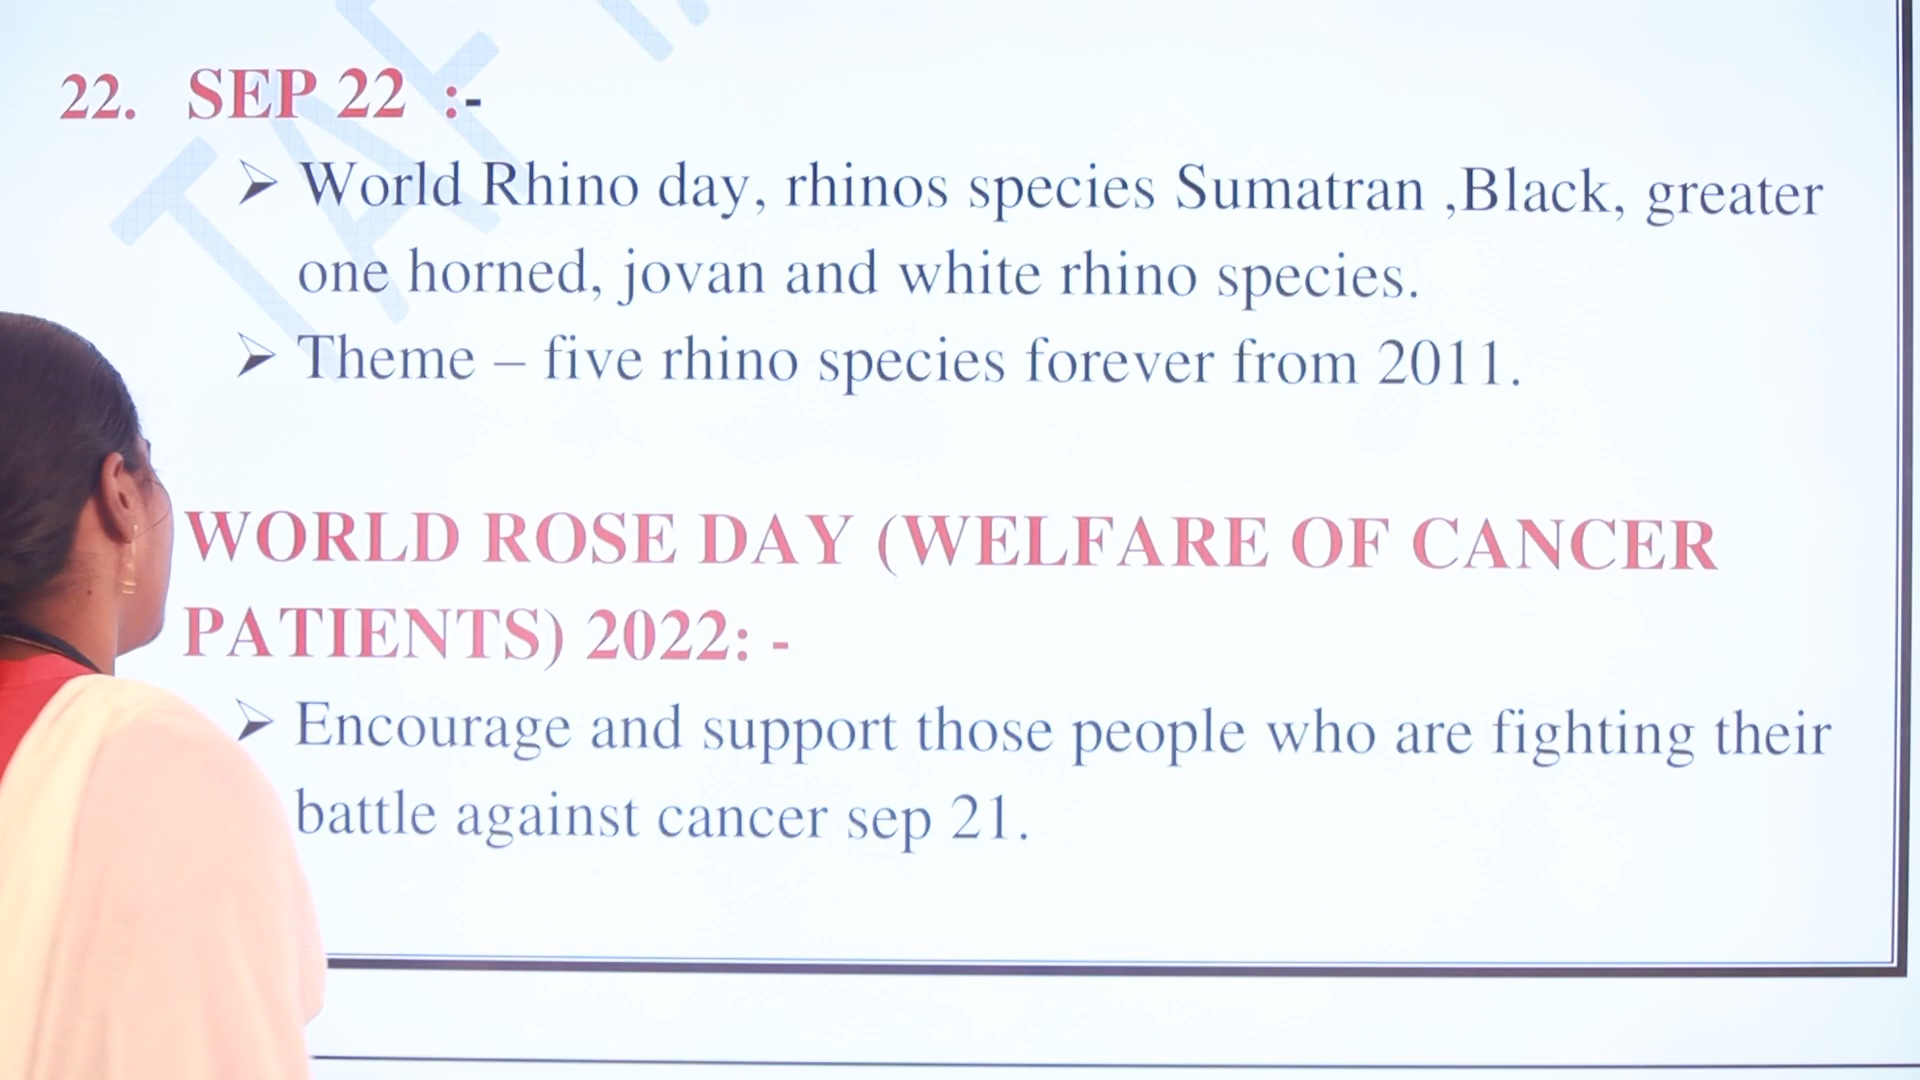 22. SEP 22 :-
➢ World Rhino day, rhinos species Sumatran ,Black, greater
one horned, jovan and white rhino species.
➢ Theme – five rhino species forever from 2011.
WORLD ROSE DAY (WELFARE OF CANCER
PATIENTS) 2022: -
➢ Encourage and support those people who are fighting their
battle against cancer sep 21.